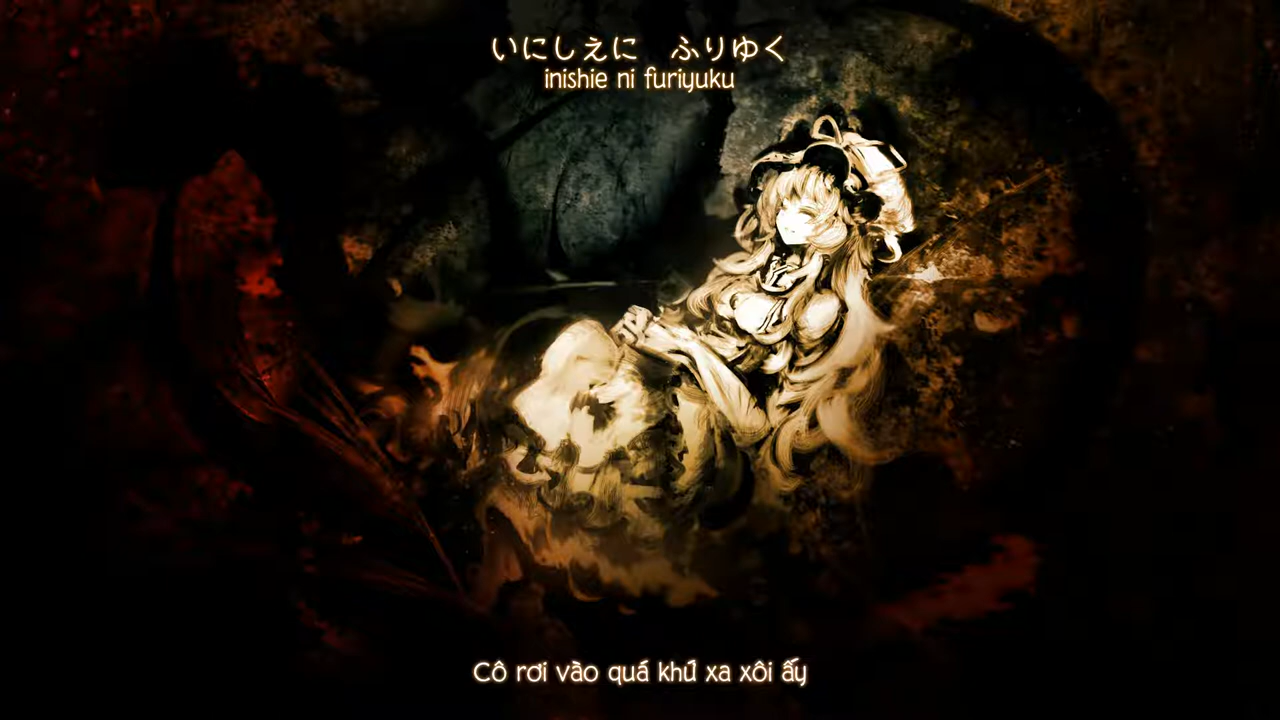 いにしえに　ふりゆく
inishie ni furiyuku
Cô rơi vào quá khứ xa xôi ấy